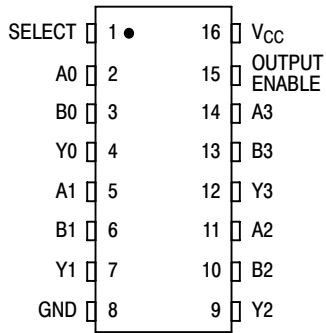 SELECT 1 16 VCC
A0 2 15 OUTPUT ENABLE
B0 3 14 A3
Y0 4 13 B3
A1 5 12 Y3
B1 6 11 A2
Y1 7 10 B2
GND 8 9 Y2